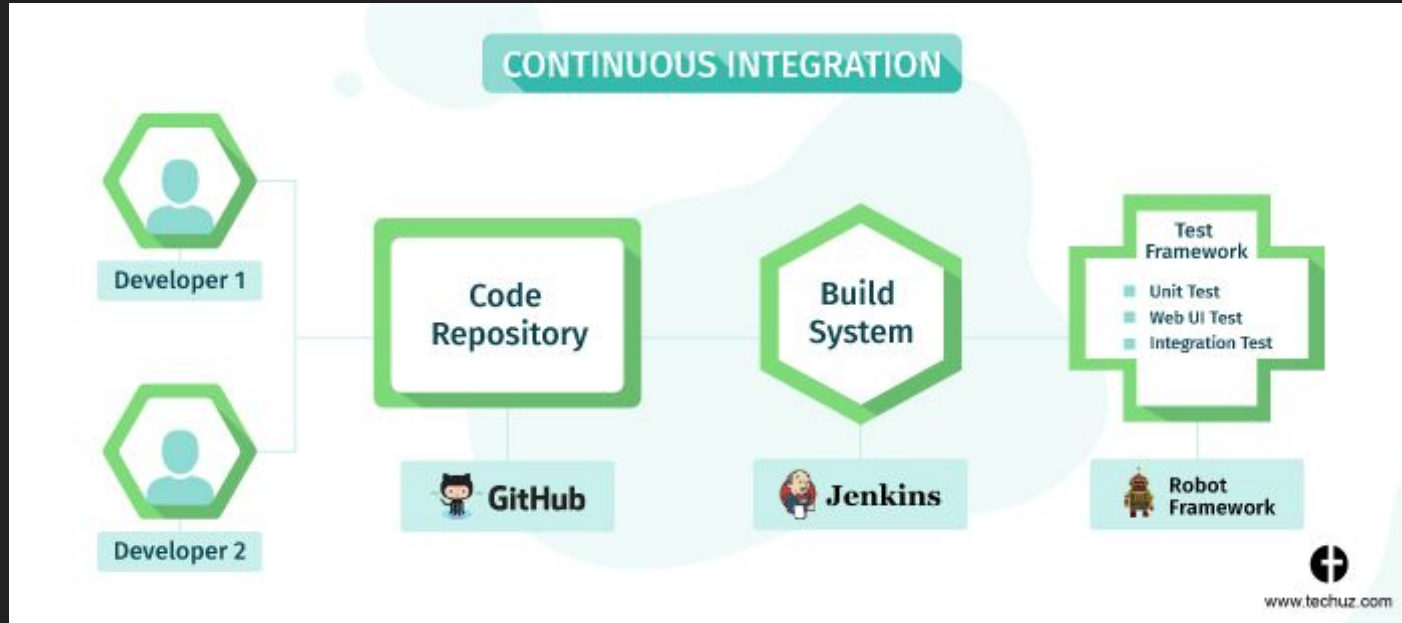 CONTINUOUS INTEGRATION
Developer 1
Developer 2
Code
Repository
GitHub
Build
System
Jenkins
Test
Framework
Unit Test
Web UI Test
Integration Test
Robot
Framework
www.techuz.com